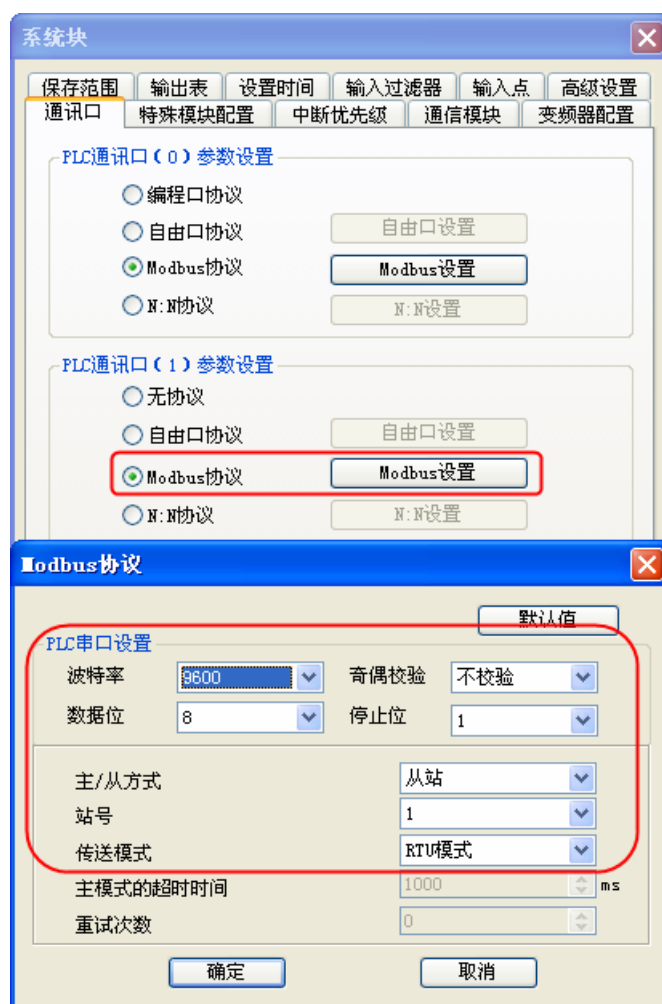 系统块
保存范围 输出表 设置时间 输入过滤器 输入点 高级设置
通讯口 特殊模块配置 中断优先级 通信模块 变频器配置
PLC通讯口(0)参数设置
编程口协议
自由口协议 自由口设置
Modbus协议 Modbus设置
N:N协议 N:N设置
PLC通讯口(1)参数设置
无协议
自由口协议 自由口设置
Modbus协议 Modbus设置
N:N协议 N:N设置
Modbus协议
默认值
PLC串口设置
波特率 9600 奇偶校验 不校验
数据位 8 停止位 1
主/从方式 从站
站号 1
传送模式 RTU模式
主模式的超时时间 1000 ms
重试次数 0
确定 取消